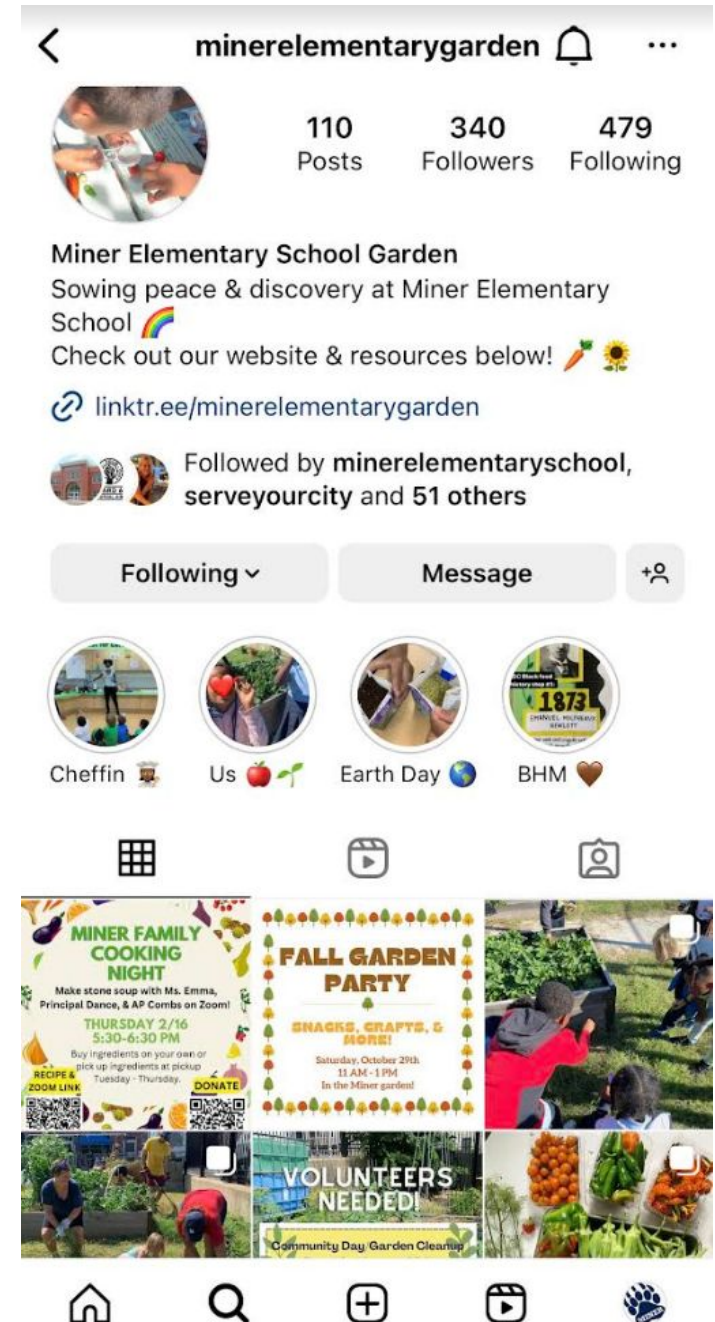 minerelementarygarden
110
340
479
Posts
Followers
Following
Miner Elementary School Garden
Sowing peace & discovery at Miner Elementary
School 🌈
Check out our website & resources below! 🥕 🌻
linktr.ee/minerelementarygarden
Followed by minerelementaryschool,
serveyourcity and 51 others
Following
Message
1873
Cheffin 👩🏾‍🍳
Us 🍎🌱
Earth Day 🌎
BHM 🤎
MINER FAMILY
COOKING
NIGHT
Make stone soup with Ms. Emma,
Principal Dance, & AP Combs on Zoom!
THURSDAY 2/16
5:30-6:30 PM
Buy ingredients on your own or
pick up ingredients at pickup
Tuesday - Thursday.
RECIPE &
ZOOM LINK
DONATE
FALL GARDEN
PARTY
SNACKS, CRAFTS, &
MORE!
Saturday, October 29th
11 AM - 1 PM
In the Miner garden!
VOLUNTEERS
NEEDED!
Community Day/Garden Cleanup
MINER